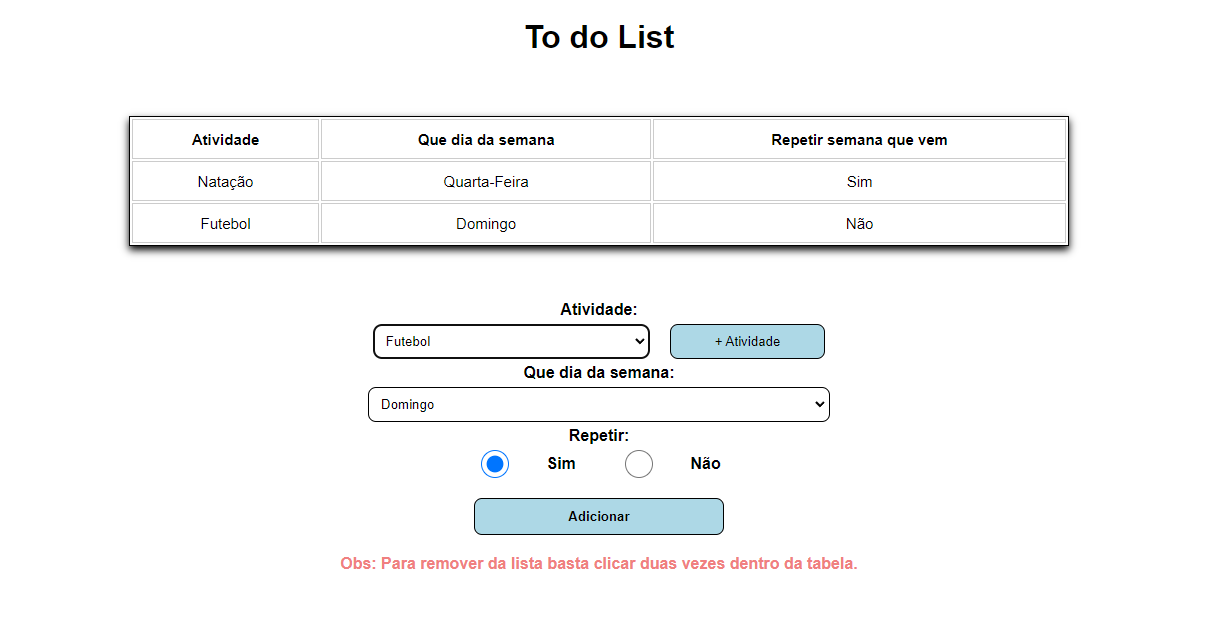 To do List
Atividade Que dia da semana Repetir semana que vem
Natação Quarta-Feira Sim
Futebol Domingo Não
Atividade:
Futebol + Atividade
Que dia da semana:
Domingo
Repetir:
Sim Não
Adicionar
Obs: Para remover da lista basta clicar duas vezes dentro da tabela.